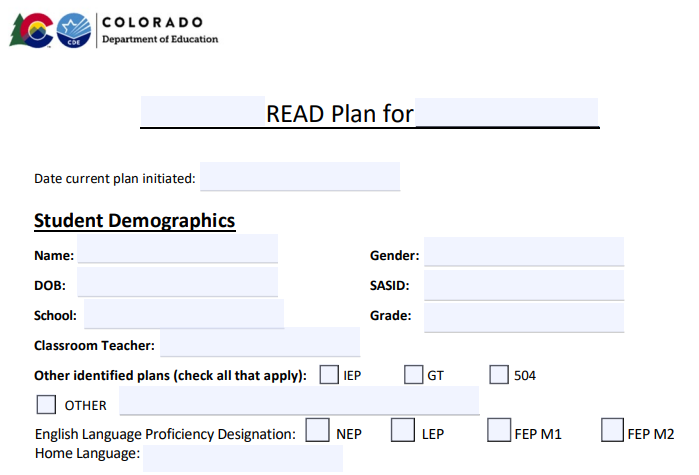 COLORADO
Department of Education
CDE
READ Plan for
Date current plan initiated:
Student Demographics
Name: Gender:
DOB: SASID:
School: Grade:
Classroom Teacher:
Other identified plans (check all that apply): IEP GT 504
OTHER
English Language Proficiency Designation: NEP LEP FEP M1 FEP M2
Home Language: